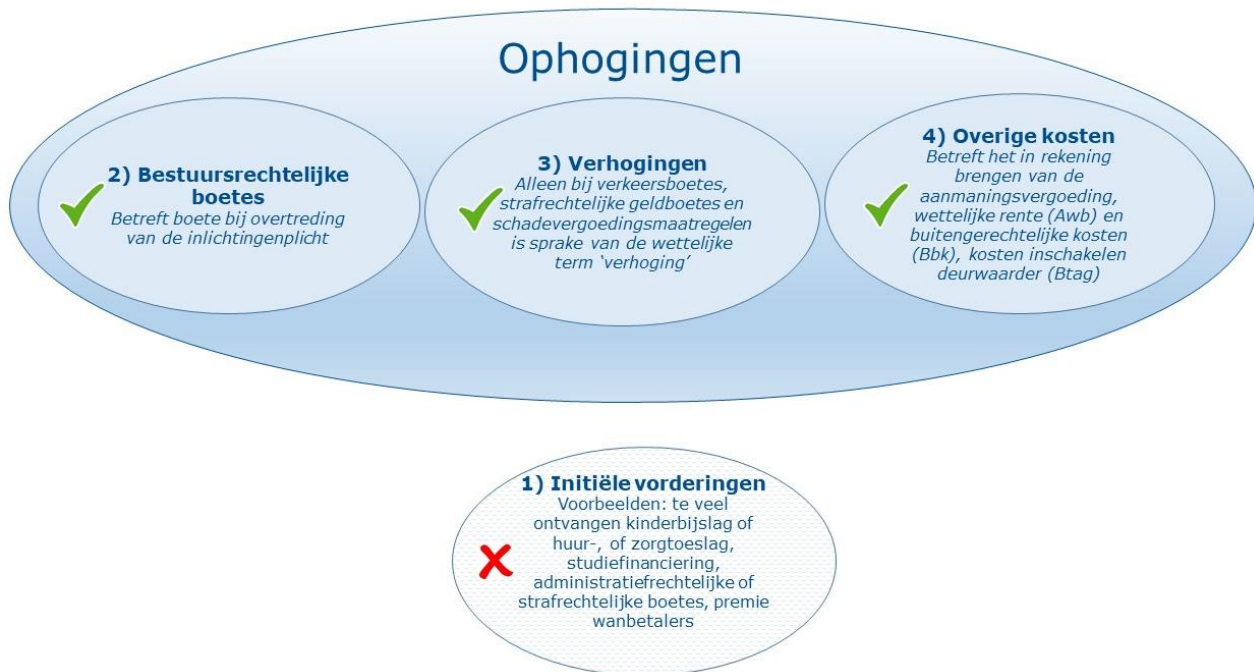 Ophogingen
2) Bestuursrechtelijke
boetes
Betreft boete bij overtreding
van de inlichtingenplicht
3) Verhogingen
Alleen bij verkeersboetes,
strafrechtelijke geldboetes en
schadevergoedingsmaatregelen
is sprake van de wettelijke
term ‘verhoging’
4) Overige kosten
Betreft het in rekening
brengen van de
aanmaningsvergoeding,
wettelijke rente (Awb) en
buitengerechtelijke kosten
(Bbk), kosten inschakelen
deurwaarder (Btag)
1) Initiële vorderingen
Voorbeelden: te veel
ontvangen kinderbijslag of
huur-, of zorgtoeslag,
studiefinanciering,
administratiefrechtelijke of
strafrechtelijke boetes, premie
wanbetalers